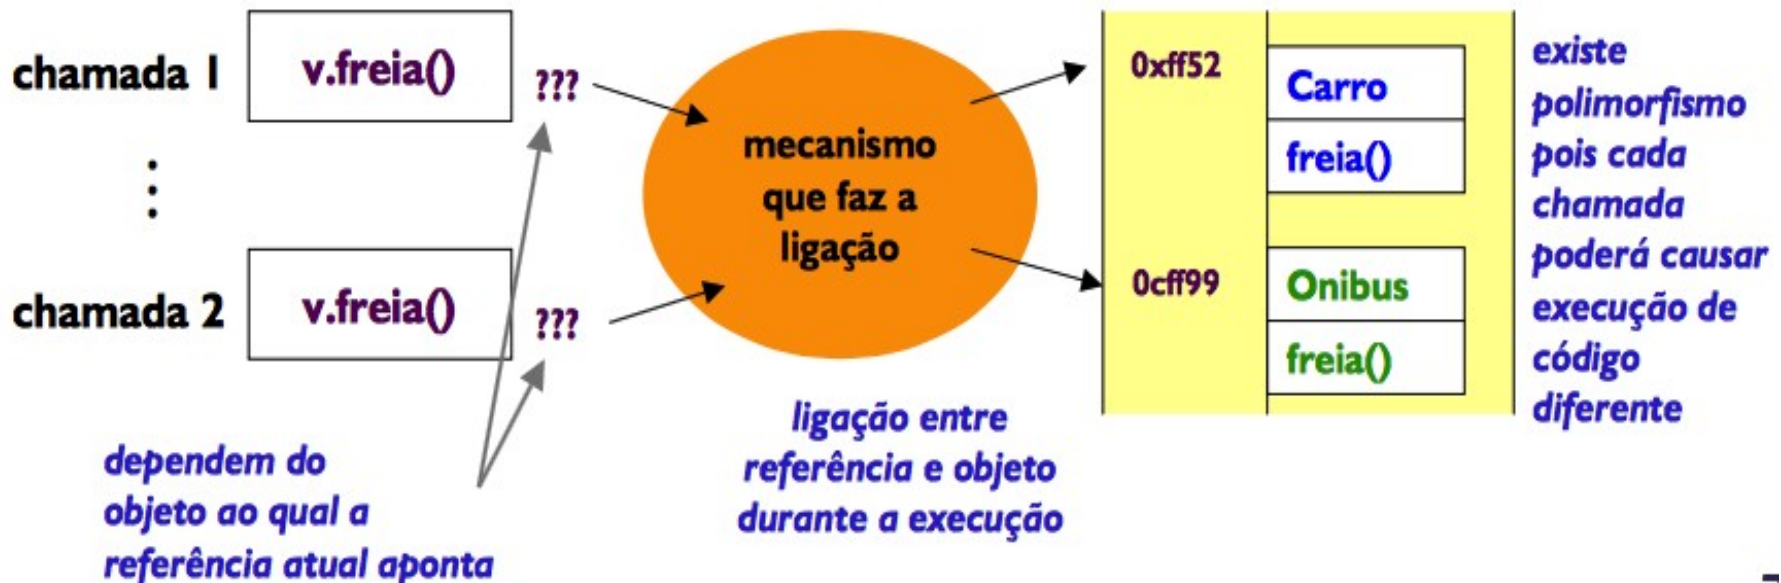 chamada 1
v.freia()
???
chamada 2
v.freia()
???
dependem do
objeto ao qual a
referência atual aponta
mecanismo
que faz a
ligação
ligação entre
referência e objeto
durante a execução
0xff52
Carro
freia()
0cff99
Onibus
freia()
existe
polimorfismo
pois cada
chamada
poderá causar
execução de
código
diferente